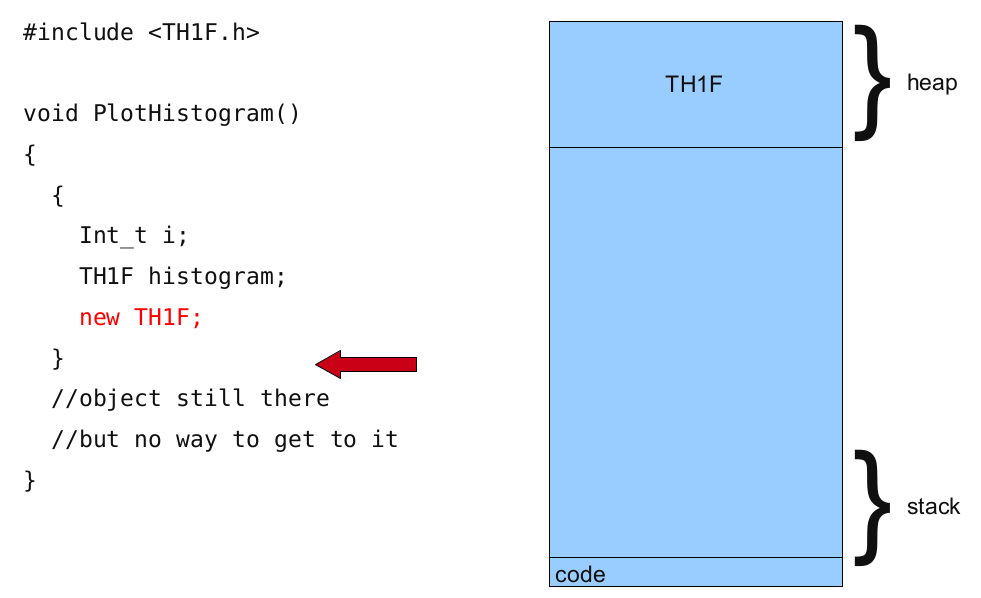 #include <TH1F.h>
void PlotHistogram()
{
{
Int_t i;
TH1F histogram;
new TH1F;
}
//object still there
//but no way to get to it
}
TH1F
heap
stack
code